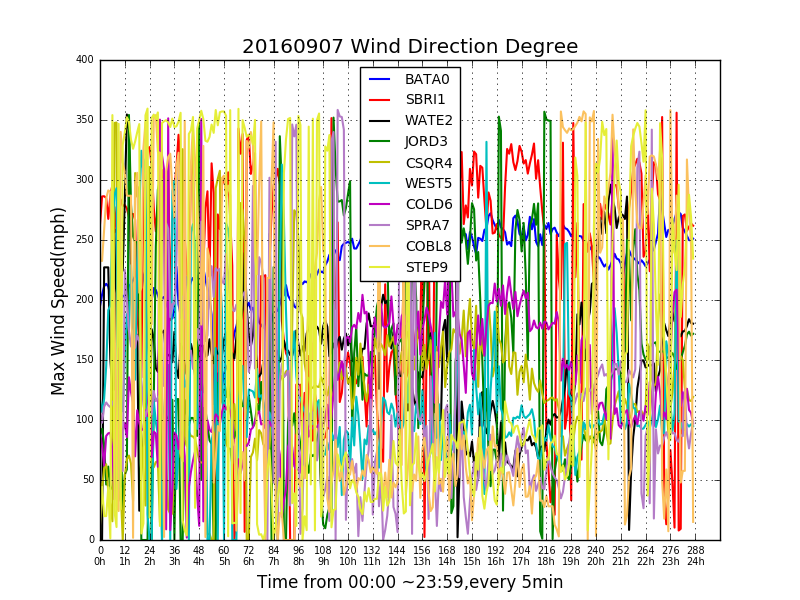 20160907 Wind Direction Degree
Max Wind Speed(mph)
400
350
300
250
200
150
100
50
0
BATA0
SBRI1
WATE2
JORD3
CSQR4
WEST5
COLD6
SPRA7
COBL8
STEP9
0 12 24 36 48 60 72 84 96 108 120 132 144 156 168 180 192 204 216 228 240 252 264 276 288
0h 1h 2h 3h 4h 5h 6h 7h 8h 9h 10h 11h 12h 13h 14h 15h 16h 17h 18h 19h 20h 21h 22h 23h 24h
Time from 00:00 ~23:59,every 5min